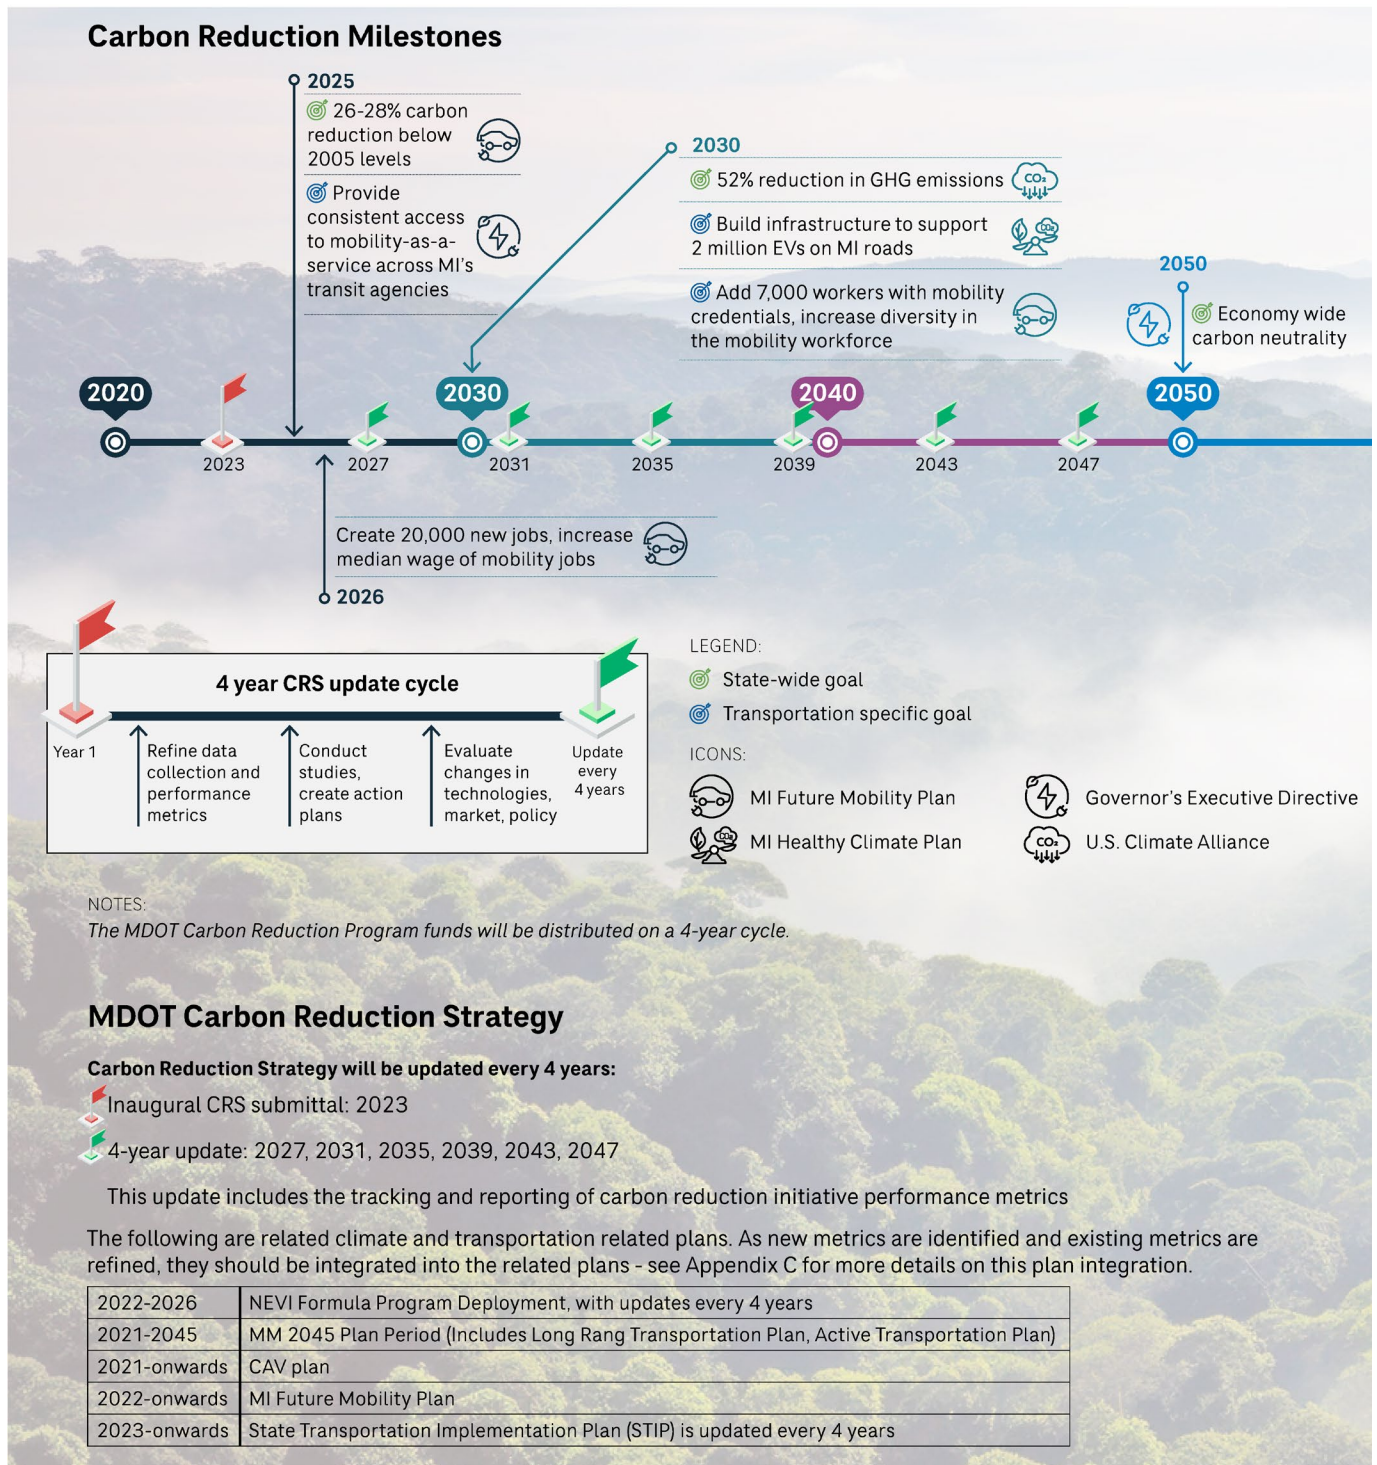 Carbon Reduction Milestones
2025
26-28% carbon
reduction below
2005 levels
Provide
consistent access
to mobility-as-a-
service across MI's
transit agencies
2030
52% reduction in GHG emissions
CO₂
Build infrastructure to support
2 million EVs on MI roads
CO₂
Add 7,000 workers with mobility
credentials, increase diversity in
the mobility workforce
2050
Economy wide
carbon neutrality
2020
2030
2040
2050
2023
2027
2031
2035
2039
2043
2047
Create 20,000 new jobs, increase
median wage of mobility jobs
2026
4 year CRS update cycle
Year 1
Refine data
collection and
performance
metrics
Conduct
studies,
create action
plans
Evaluate
changes in
technologies,
market, policy
Update
every
4 years
LEGEND:
State-wide goal
Transportation specific goal
ICONS:
MI Future Mobility Plan
Governor's Executive Directive
CO₂
MI Healthy Climate Plan
CO₂
U.S. Climate Alliance
NOTES:
The MDOT Carbon Reduction Program funds will be distributed on a 4-year cycle.
MDOT Carbon Reduction Strategy
Carbon Reduction Strategy will be updated every 4 years:
Inaugural CRS submittal: 2023
4-year update: 2027, 2031, 2035, 2039, 2043, 2047
This update includes the tracking and reporting of carbon reduction initiative performance metrics
The following are related climate and transportation related plans. As new metrics are identified and existing metrics are
refined, they should be integrated into the related plans - see Appendix C for more details on this plan integration.
2022-2026 NEVI Formula Program Deployment, with updates every 4 years
2021-2045 MM 2045 Plan Period (Includes Long Rang Transportation Plan, Active Transportation Plan)
2021-onwards CAV plan
2022-onwards MI Future Mobility Plan
2023-onwards State Transportation Implementation Plan (STIP) is updated every 4 years